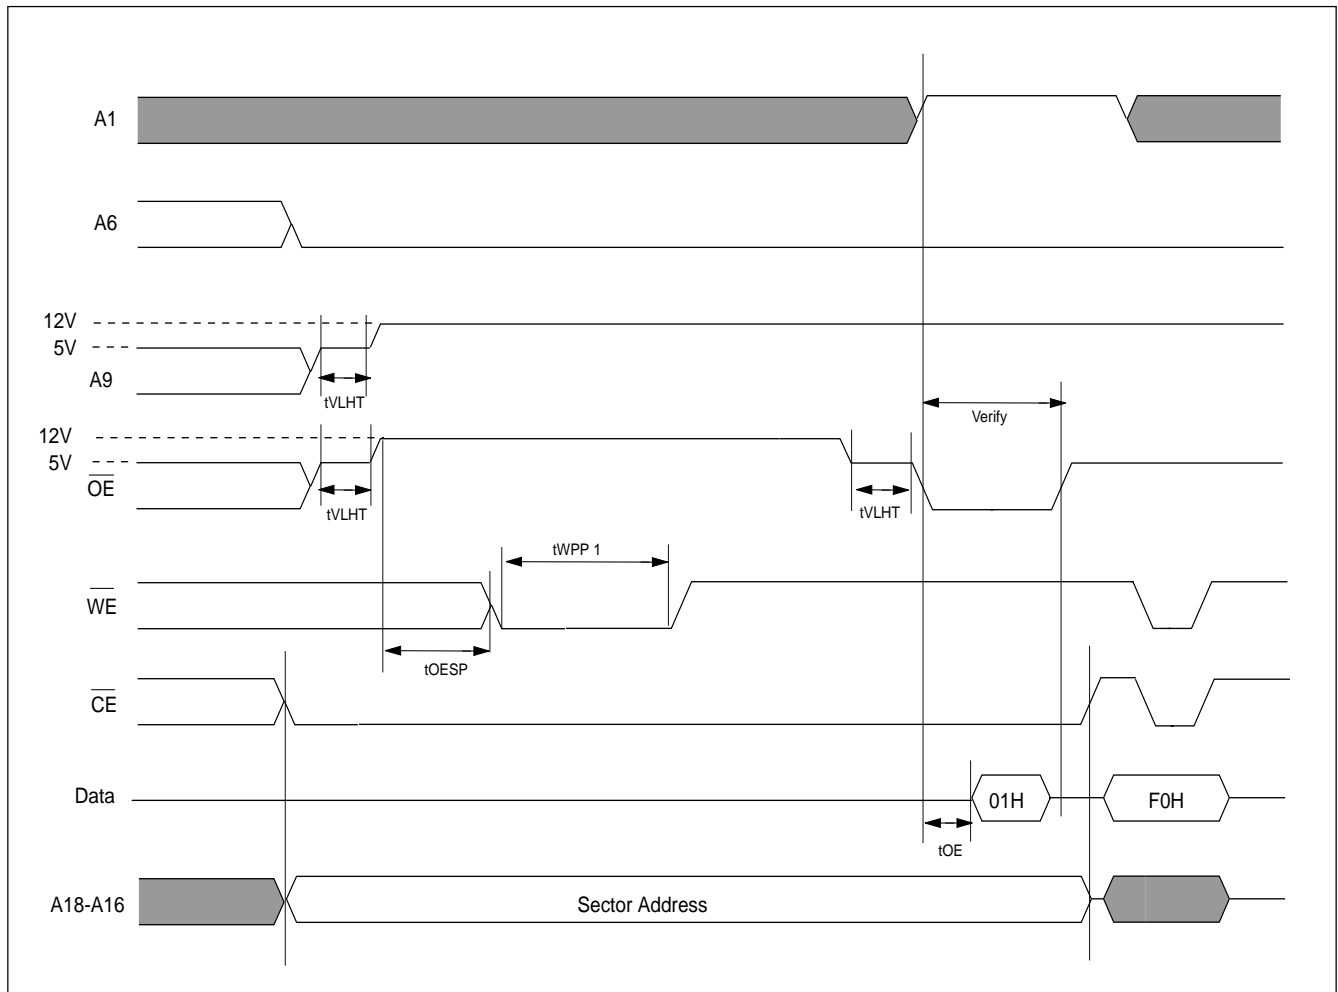 A1
A6
12V
5V
A9
tVLHT
Verify
12V
5V
OE
tVLHT
tVLHT
tWPP 1
WE
tOESP
CE
Data
01H
F0H
tOE
A18-A16
Sector Address